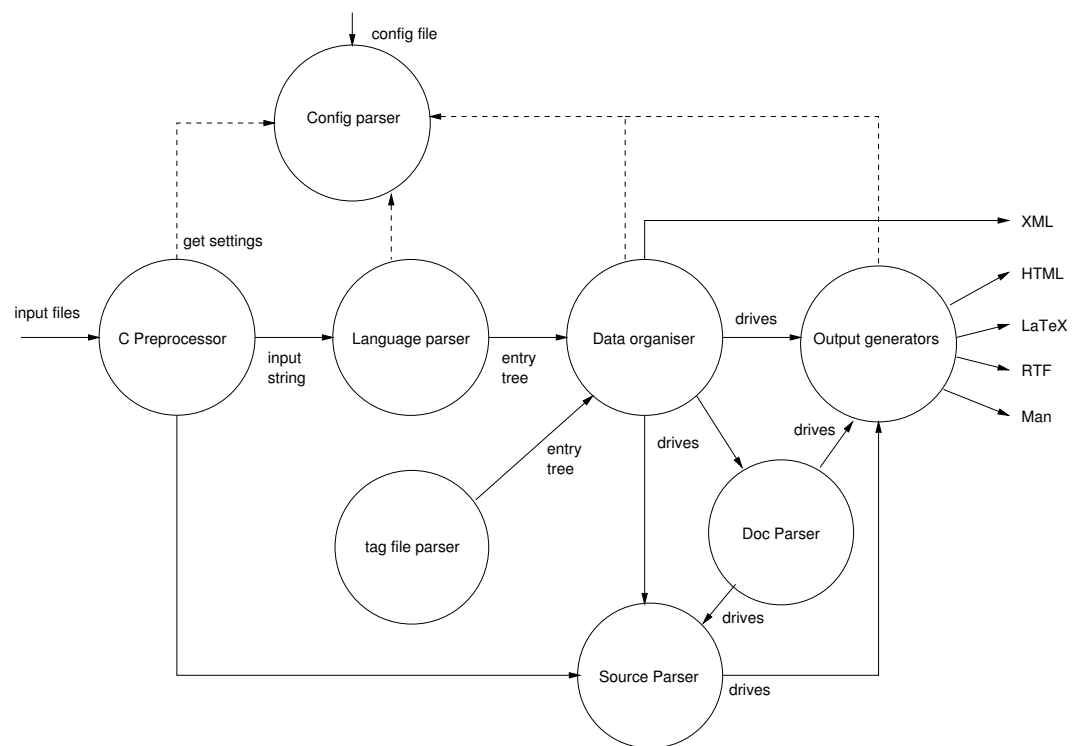 config file
Config parser
get settings
XML
HTML
input files
drives
LaTeX
C Preprocessor
Language parser
Data organiser
Output generators
input
string
entry
tree
RTF
Man
drives
drives
entry
tree
tag file parser
Doc Parser
drives
Source Parser
drives